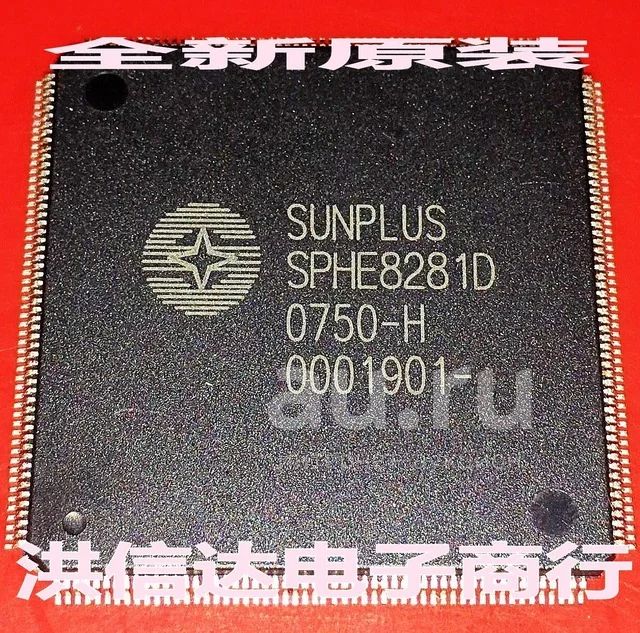 全新原装
SUNPLUS
SPHE8281D
0750-H
0001901-
au.ru
洪信达电子商行